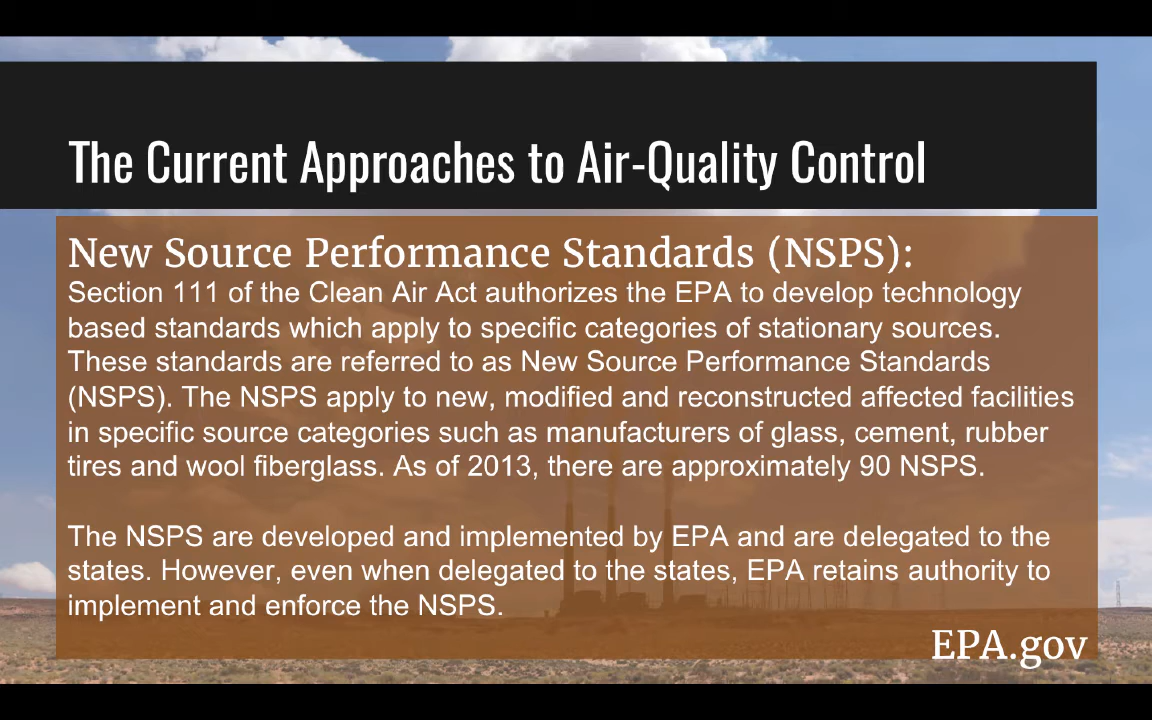 The Current Approaches to Air-Quality Control
New Source Performance Standards (NSPS):
Section 111 of the Clean Air Act authorizes the EPA to develop technology
based standards which apply to specific categories of stationary sources.
These standards are referred to as New Source Performance Standards
(NSPS). The NSPS apply to new, modified and reconstructed affected facilities
in specific source categories such as manufacturers of glass, cement, rubber
tires and wool fiberglass. As of 2013, there are approximately 90 NSPS.
The NSPS are developed and implemented by EPA and are delegated to the
states. However, even when delegated to the states, EPA retains authority to
implement and enforce the NSPS.
EPA.gov